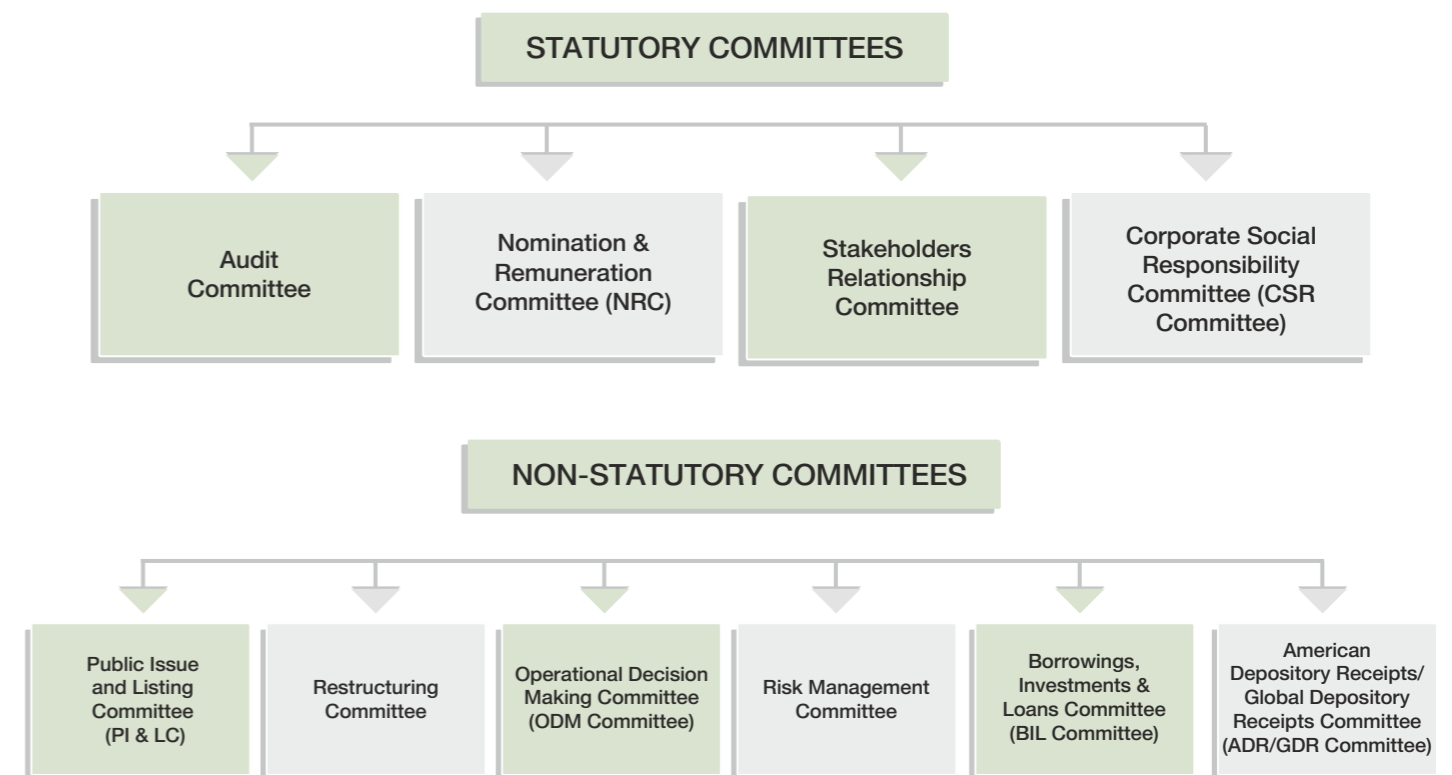 STATUTORY COMMITTEES
Audit
Committee
Nomination &
Remuneration
Committee (NRC)
Stakeholders
Relationship
Committee
Corporate Social
Responsibility
Committee (CSR
Committee)
NON-STATUTORY COMMITTEES
Public Issue
and Listing
Committee
(PI & LC)
Restructuring
Committee
Operational Decision
Making Committee
(ODM Committee)
Risk Management
Committee
Borrowings,
Investments &
Loans Committee
(BIL Committee)
American
Depository Receipts/
Global Depository
Receipts Committee
(ADR/GDR Committee)